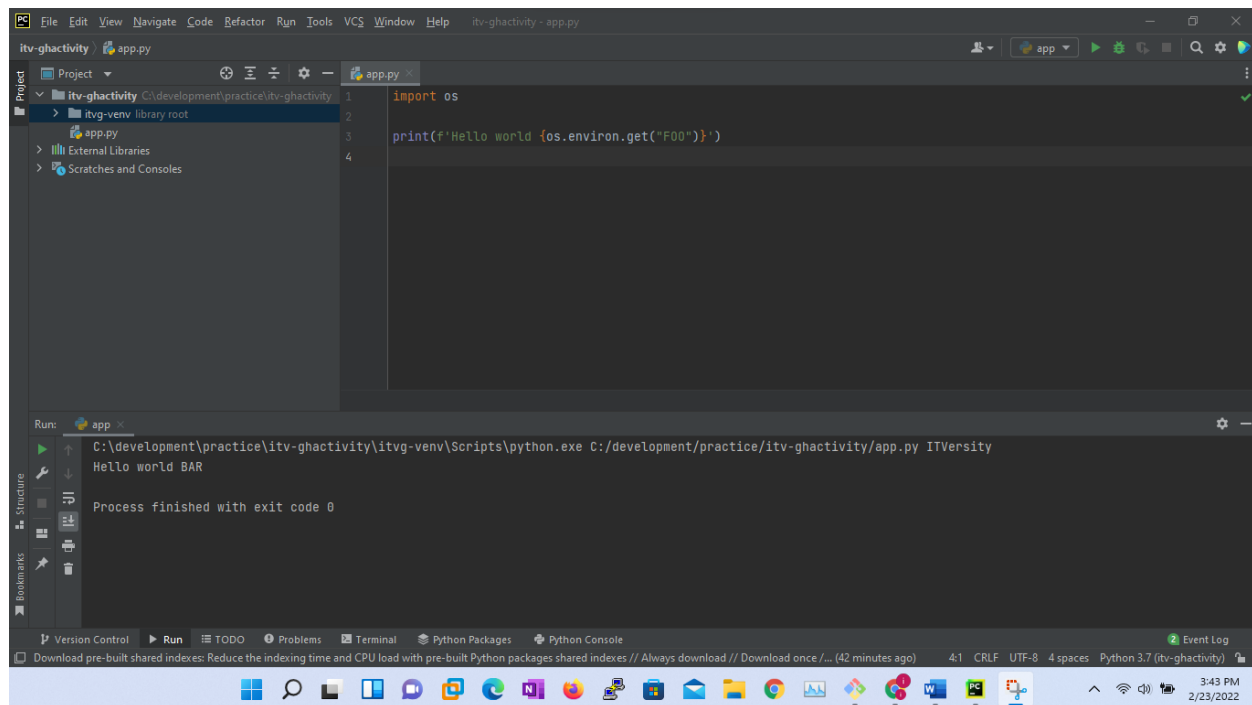 PC File Edit View Navigate Code Refactor Run Tools VCS Window Help itv-ghactivity - app.py
itv-ghactivity app.py app
Project
Project app.py
itv-ghactivity C:\development\practice\itv-ghactivity
itvg-venv library root
app.py
External Libraries
Scratches and Consoles
1 import os
2
3 print(f'Hello world {os.environ.get("FOO")}')
4
Run: app
C:\development\practice\itv-ghactivity\itvg-venv\Scripts\python.exe C:/development/practice/itv-ghactivity/app.py ITVersity
Hello world BAR
Process finished with exit code 0
Structure
Bookmarks
Version Control Run TODO Problems Terminal Python Packages Python Console 2 Event Log
Download pre-built shared indexes: Reduce the indexing time and CPU load with pre-built Python packages shared indexes // Always download // Download once /... (42 minutes ago) 4:1 CRLF UTF-8 4 spaces Python 3.7 (itv-ghactivity)
3:43 PM
2/23/2022